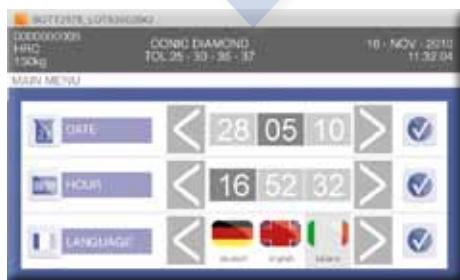 0000000005
HRC
150kg
CONIC DIAMOND
TOL 25 - 30 - 35 - 37
16 - NOV - 2010
11:32:04
MAIN MENU
DATE
28 05 10
HOUR
16 52 32
LANGUAGE
deutsch english italiano